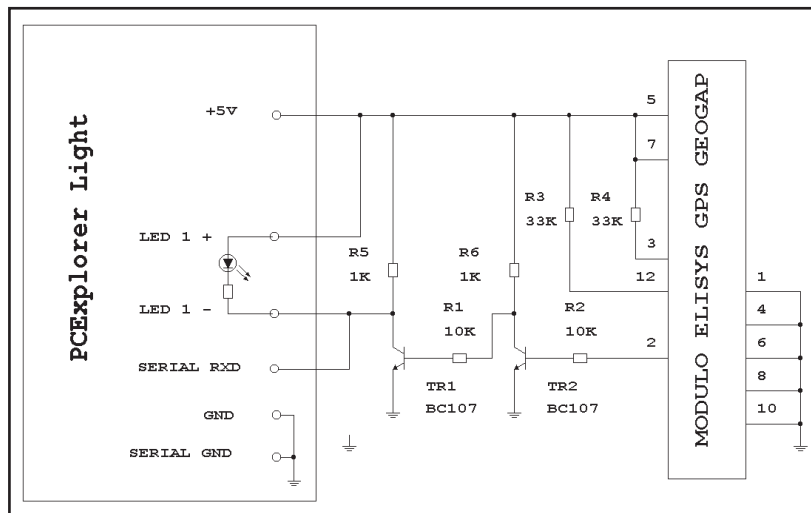 PCExplorer Light
+5V
LED 1 +
LED 1 -
SERIAL RXD
GND
SERIAL GND
R5
1K
R6
1K
R3
33K
R4
33K
R1
10K
R2
10K
TR1
BC107
TR2
BC107
5
7
3
12
2
MODULO ELISYS GPS GEOGAP
1
4
6
8
10